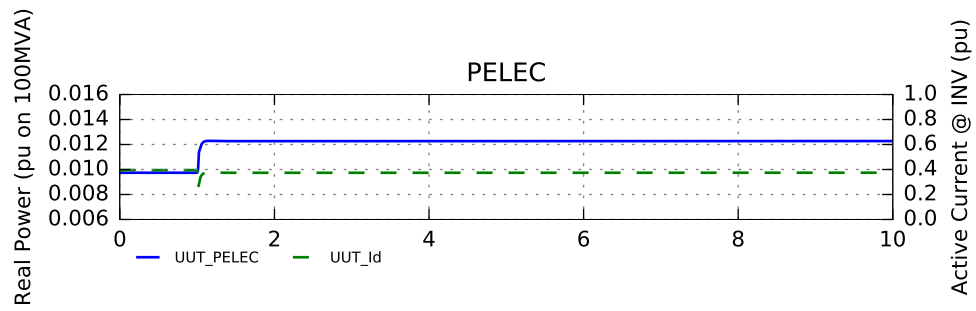 PELEC
Real Power (pu on 100MVA)
0.016
0.014
0.012
0.010
0.008
0.006
1.0
0.8
0.6
0.4
0.2
0.0
Active Current @ INV (pu)
0 2 4 6 8 10
UUT_PELEC UUT_Id